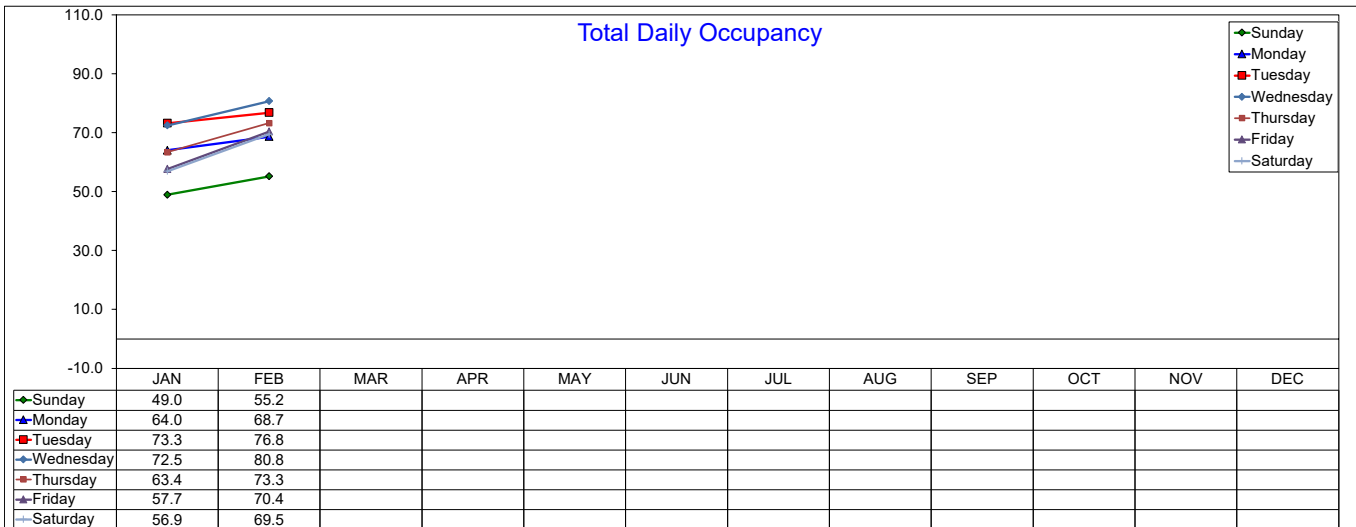 Total Daily Occupancy
110.0
90.0
70.0
50.0
30.0
10.0
-10.0
Sunday
Monday
Tuesday
Wednesday
Thursday
Friday
Saturday
JAN FEB MAR APR MAY JUN JUL AUG SEP OCT NOV DEC
Sunday 49.0 55.2
Monday 64.0 68.7
Tuesday 73.3 76.8
Wednesday 72.5 80.8
Thursday 63.4 73.3
Friday 57.7 70.4
Saturday 56.9 69.5